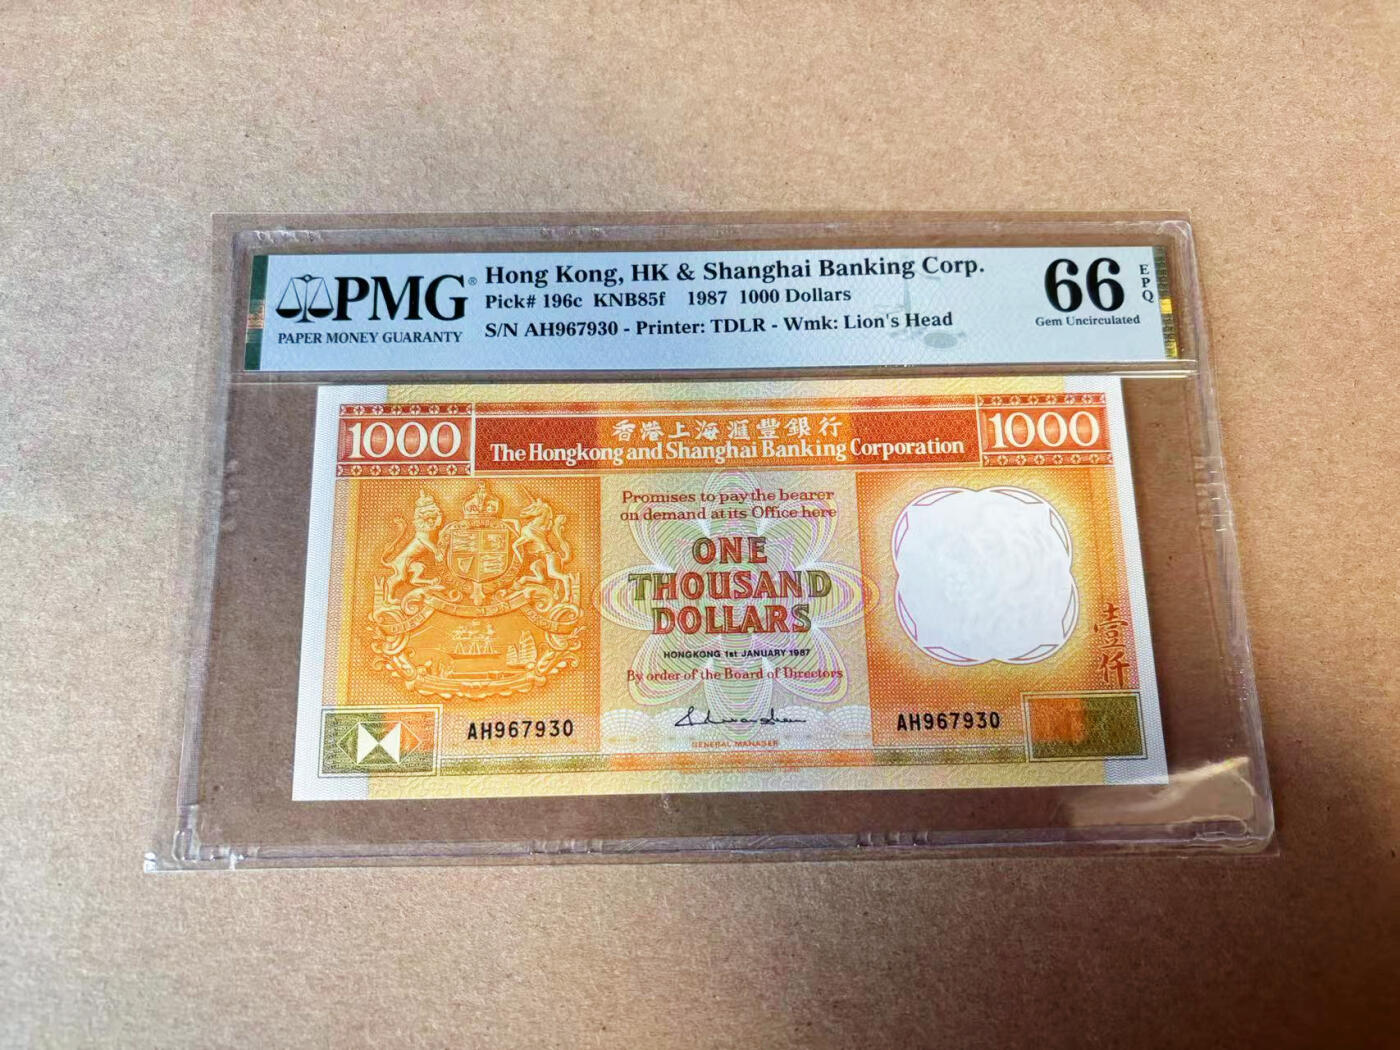 PMG®
PAPER MONEY GUARANTY
Hong Kong, HK & Shanghai Banking Corp.
Pick# 196c KNB85f 1987 1000 Dollars
S/N AH967930 - Printer: TDLR - Wmk: Lion's Head
66
EPQ
Gem Uncirculated
1000
香港上海滙豐銀行
The Hongkong and Shanghai Banking Corporation
1000
Promises to pay the bearer
on demand at its Office here
ONE
THOUSAND
DOLLARS
HONGKONG 1st JANUARY 1987
By order of the Board of Directors
壹仟
AH967930
AH967930
GENERAL MANAGER